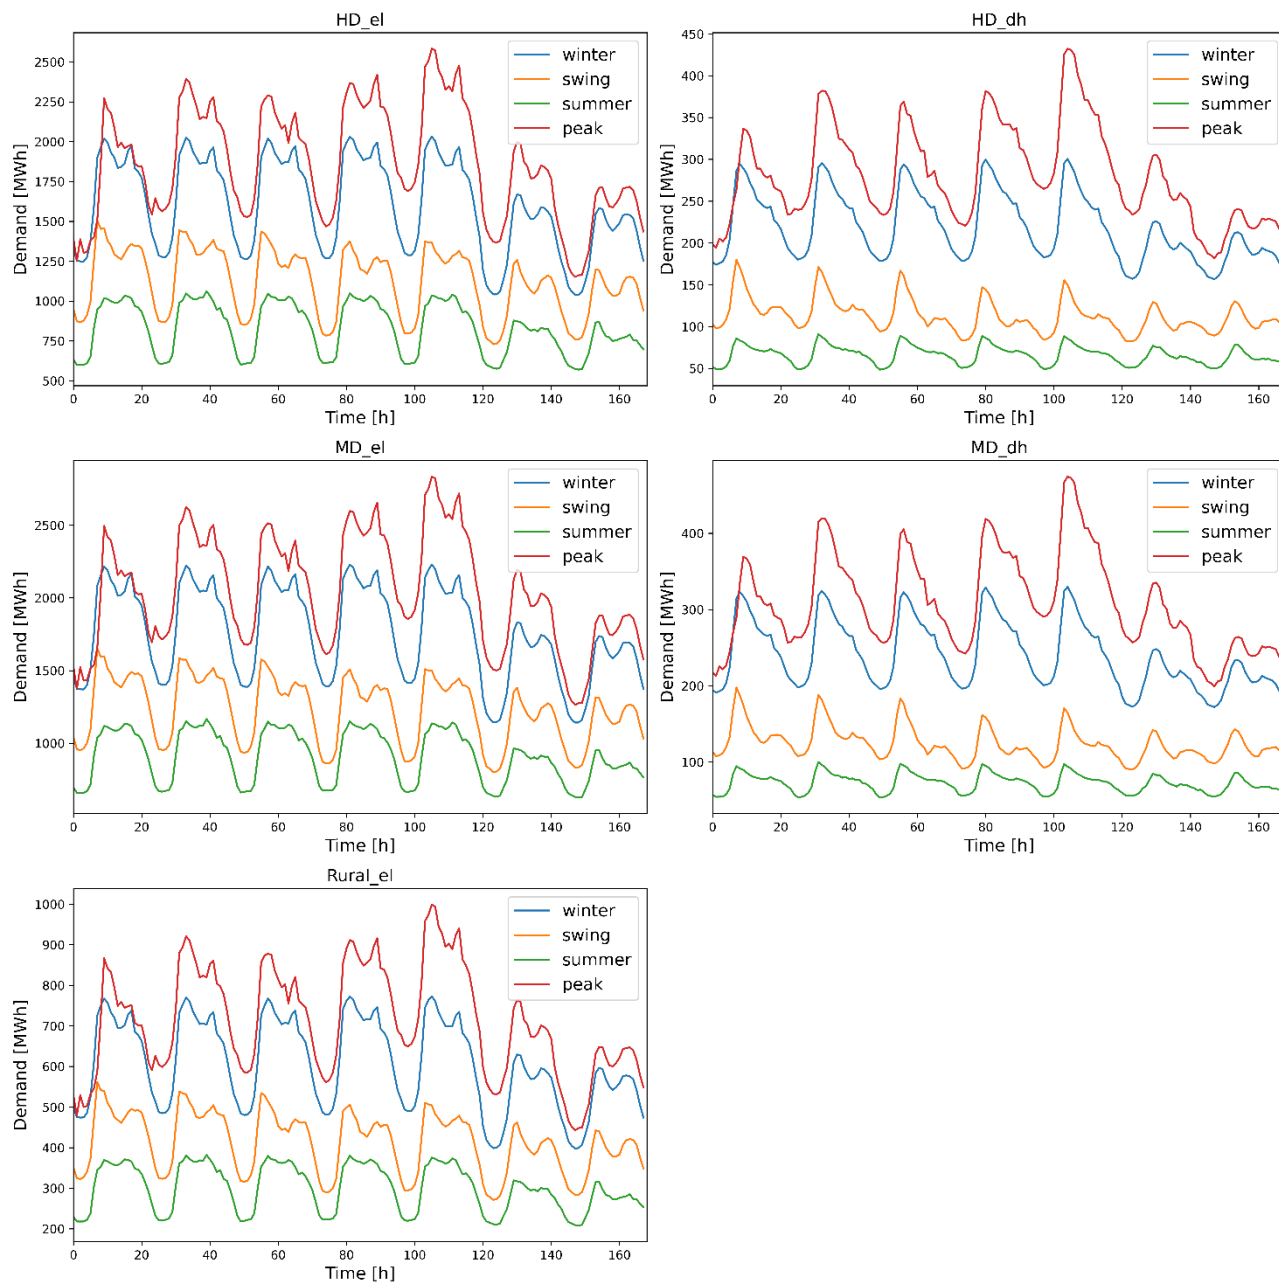 HD_el
Demand [MWh]
2500
2250
2000
1750
1500
1250
1000
750
500
winter
swing
summer
peak
0 20 40 60 80 100 120 140 160
Time [h]
HD_dh
Demand [MWh]
450
400
350
300
250
200
150
100
50
winter
swing
summer
peak
0 20 40 60 80 100 120 140 160
Time [h]
MD_el
Demand [MWh]
2500
2000
1500
1000
winter
swing
summer
peak
0 20 40 60 80 100 120 140 160
Time [h]
MD_dh
Demand [MWh]
400
300
200
100
winter
swing
summer
peak
0 20 40 60 80 100 120 140 160
Time [h]
Rural_el
Demand [MWh]
1000
900
800
700
600
500
400
300
200
winter
swing
summer
peak
0 20 40 60 80 100 120 140 160
Time [h]